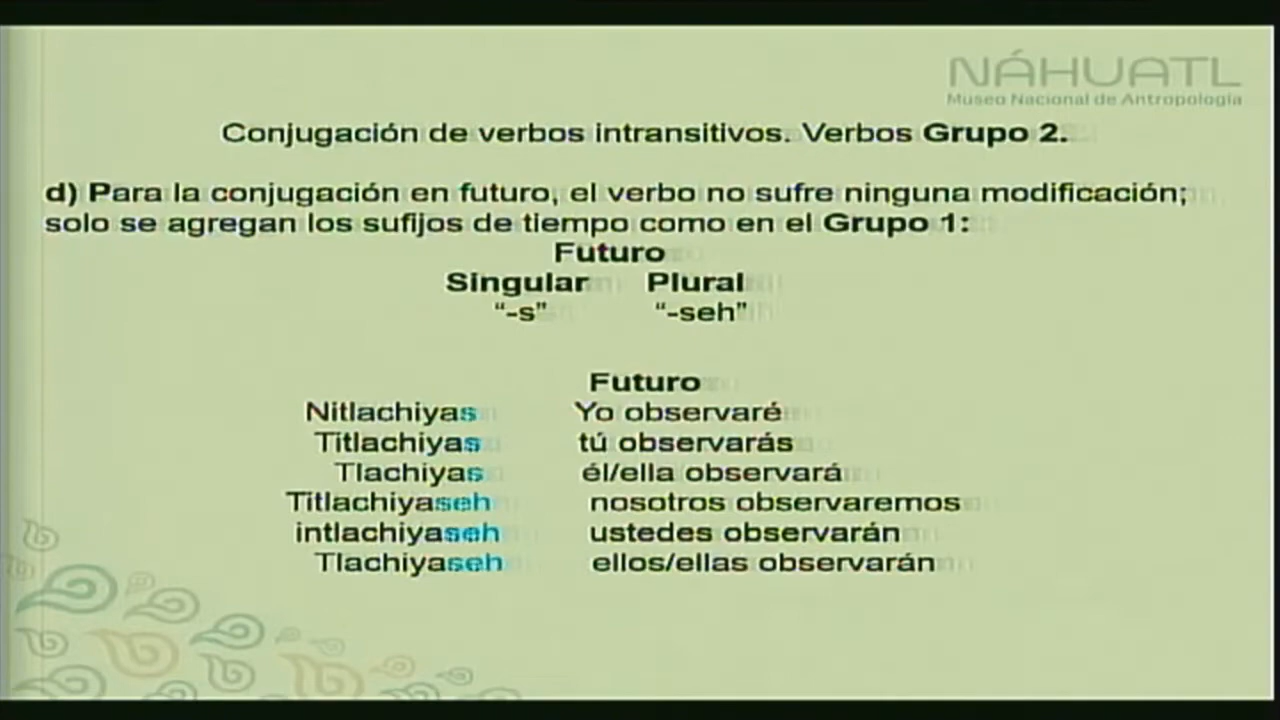 NÁHUATL
Museo Nacional de Antropología
Conjugación de verbos intransitivos. Verbos Grupo 2.
d) Para la conjugación en futuro, el verbo no sufre ninguna modificación;
solo se agregan los sufijos de tiempo como en el Grupo 1:
Futuro
Singular Plural
“-s” “-seh”
Futuro
Nitlachiyas Yo observaré
Titlachiyas tú observarás
Tlachiyas él/ella observará
Titlachiyaseh nosotros observaremos
intlachiyaseh ustedes observarán
Tlachiyaseh ellos/ellas observarán